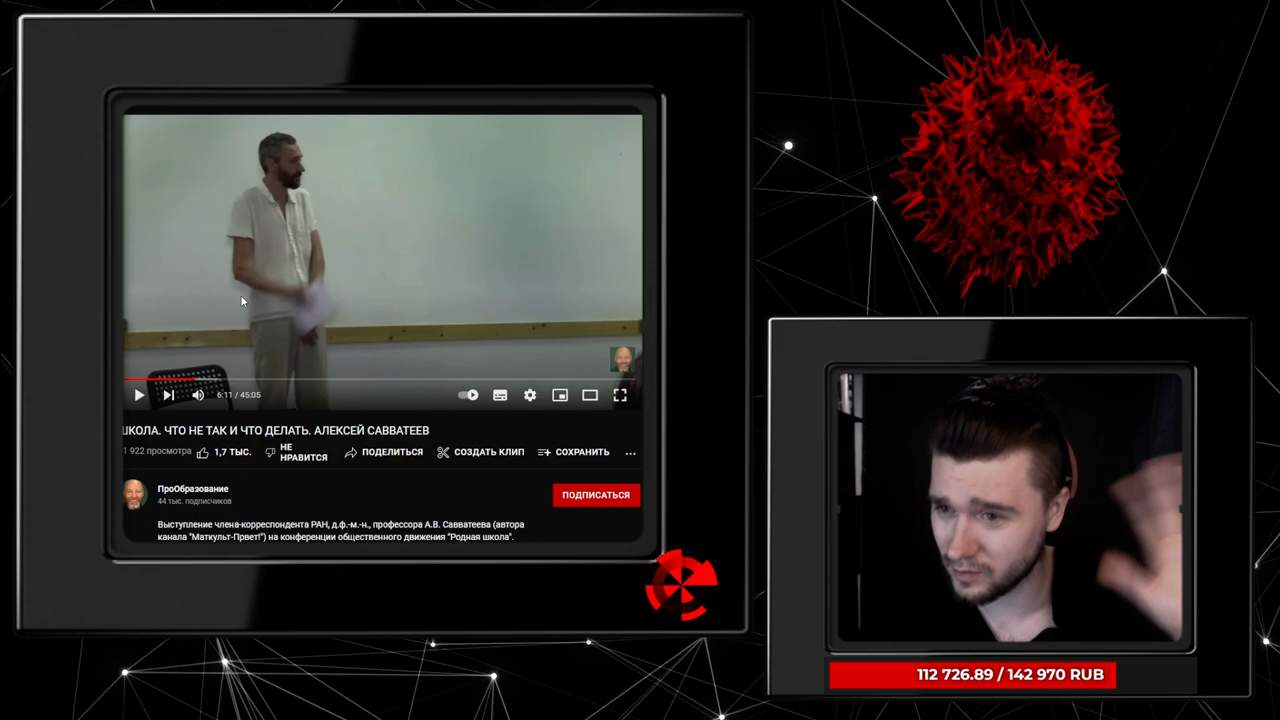 6:11 / 45:05
ШКОЛА. ЧТО НЕ ТАК И ЧТО ДЕЛАТЬ. АЛЕКСЕЙ САВВАТЕЕВ
1 922 просмотра 1,7 ТЫС. НЕ НРАВИТСЯ ПОДЕЛИТЬСЯ СОЗДАТЬ КЛИП СОХРАНИТЬ ...
ПроОбразование
44 тыс. подписчиков
ПОДПИСАТЬСЯ
Выступление члена-корреспондента РАН, д.ф.-м.-н., профессора А.В. Савватеева (автора
канала "Маткульт-Првет!") на конференции общественного движения "Родная школа".
112 726.89 / 142 970 RUB